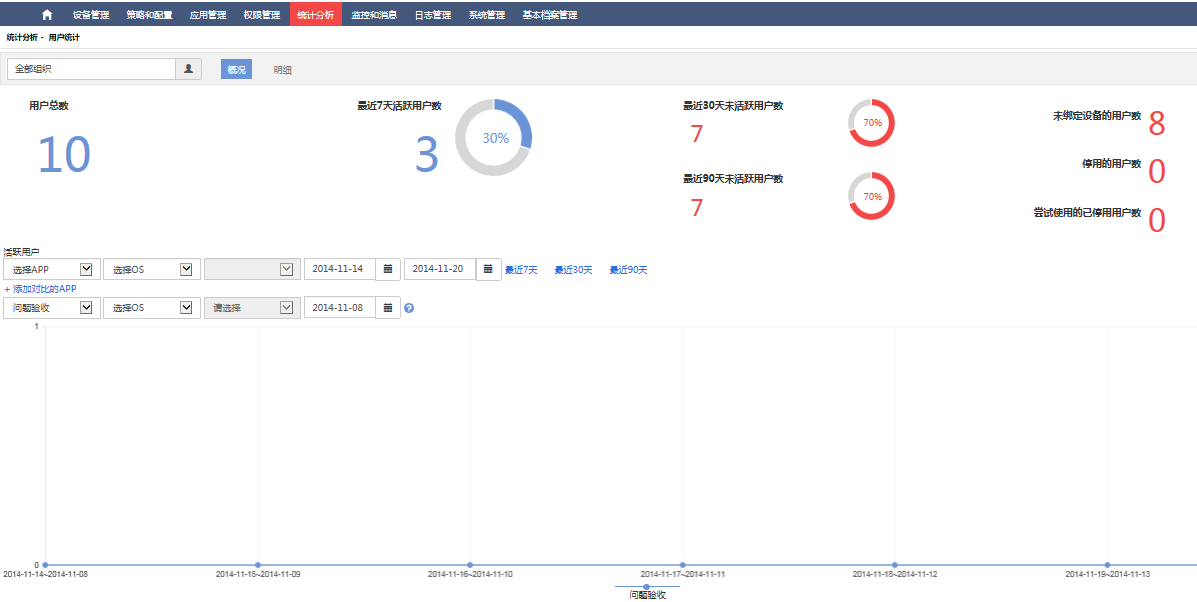 设备管理 策略和配置 应用管理 权限管理 统计分析 监控和消息 日志管理 系统管理 基本档案管理
统计分析 - 用户统计
全部组织 概况 明细
用户总数 最近7天活跃用户数 最近30天未活跃用户数 未绑定设备的用户数 8
10 3 30% 7 70%
停用的用户数 0
最近90天未活跃用户数
7 70%
尝试使用的已停用用户数 0
活跃用户
选择APP 选择OS 2014-11-14 2014-11-20 最近7天 最近30天 最近90天
+ 添加对比的APP
问题验收 选择OS 请选择 2014-11-08 ?
1
0
2014-11-14~2014-11-08 2014-11-15~2014-11-09 2014-11-16~2014-11-10 2014-11-17~2014-11-11 2014-11-18~2014-11-12 2014-11-19~2014-11-13
问题验收